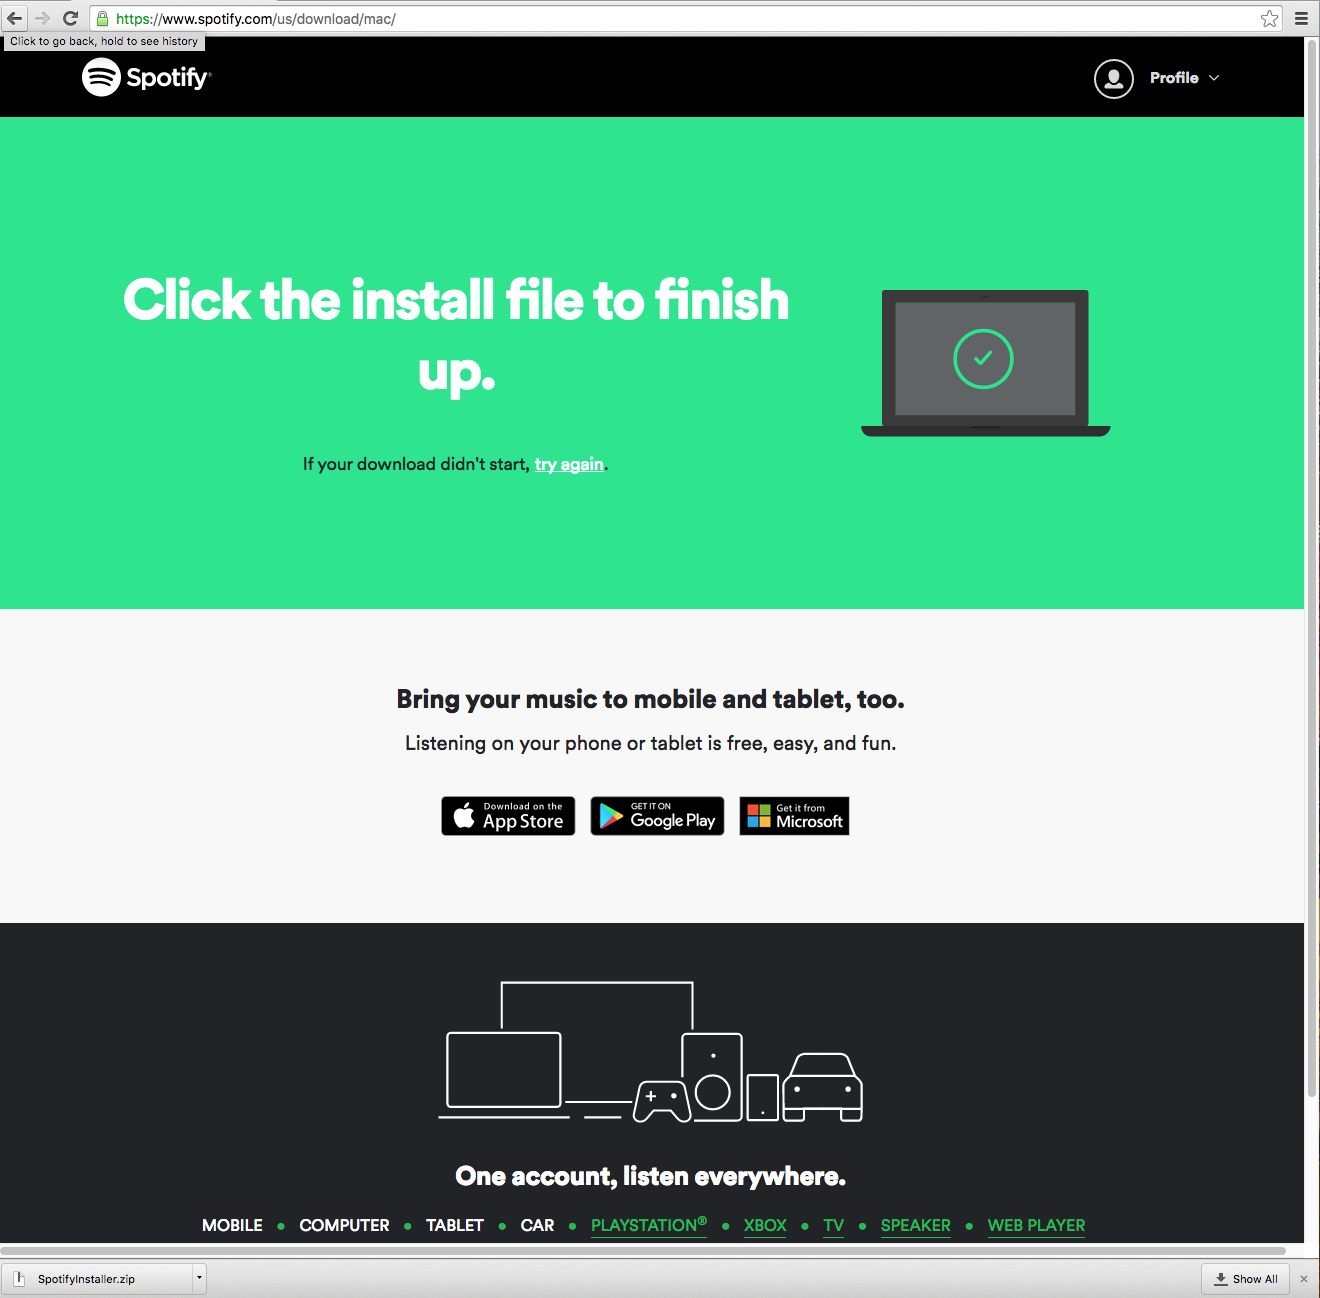 https://www.spotify.com/us/download/mac/
Click to go back, hold to see history
Spotify®
Profile
Click the install file to finish
up.
If your download didn't start, try again.
Bring your music to mobile and tablet, too.
Listening on your phone or tablet is free, easy, and fun.
Download on the
App Store
GET IT ON
Google Play
Get it from
Microsoft
One account, listen everywhere.
MOBILE • COMPUTER • TABLET • CAR • PLAYSTATION® • XBOX • TV • SPEAKER • WEB PLAYER
SpotifyInstaller.zip
Show All